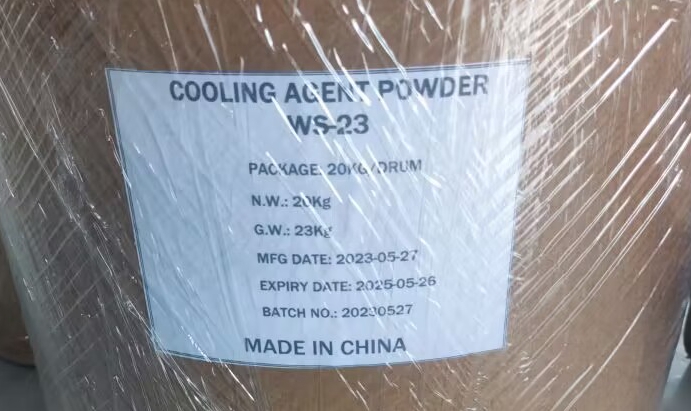 COOLING AGENT POWDER
WS-23
PACKAGE: 20KG/DRUM
N.W.: 20Kg
G.W.: 23Kg
MFG DATE: 2023-05-27
EXPIRY DATE: 2025-05-26
BATCH NO.: 20230527
MADE IN CHINA